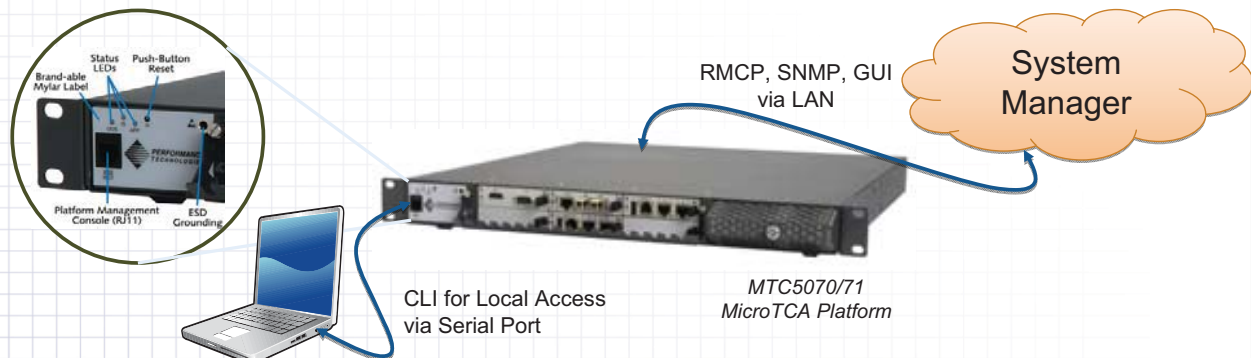 Status
LEDs
Push-Button
Reset
Brand-able
Mylar Label
PERFORMANCE
TECHNOLOGIES
Platform Management
Console (RJ11)
ESD
Grounding
RMCP, SNMP, GUI
via LAN
System
Manager
CLI for Local Access
via Serial Port
MTC5070/71
MicroTCA Platform